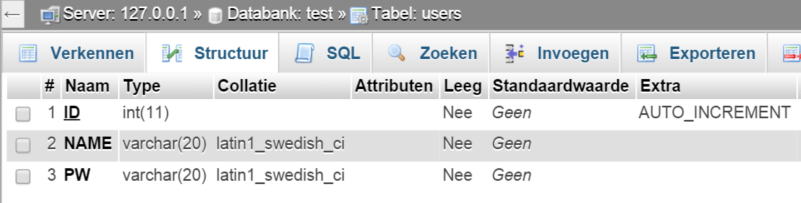 ← Server: 127.0.0.1 » Databank: test » Tabel: users
Verkennen Structuur SQL Zoeken Invoegen Exporteren
# Naam Type Collatie Attributen Leeg Standaardwaarde Extra
1 ID int(11) Nee Geen AUTO_INCREMENT
2 NAME varchar(20) latin1_swedish_ci Nee Geen
3 PW varchar(20) latin1_swedish_ci Nee Geen